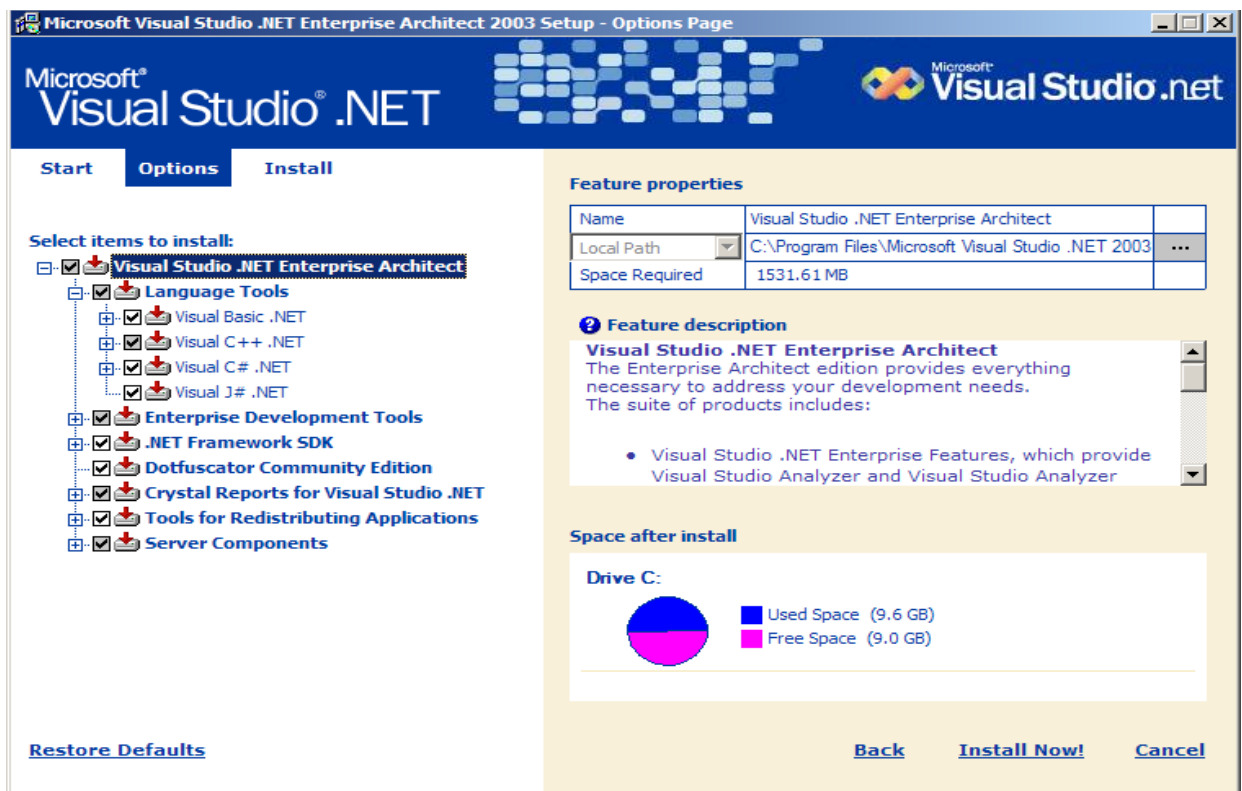 Microsoft Visual Studio .NET Enterprise Architect 2003 Setup - Options Page
Microsoft®
Visual Studio® .NET
Microsoft®
Visual Studio .net
Start Options Install
Select items to install:
Visual Studio .NET Enterprise Architect
Language Tools
Visual Basic .NET
Visual C++ .NET
Visual C# .NET
Visual J# .NET
Enterprise Development Tools
.NET Framework SDK
Dotfuscator Community Edition
Crystal Reports for Visual Studio .NET
Tools for Redistributing Applications
Server Components
Restore Defaults
Feature properties
Name Visual Studio .NET Enterprise Architect
Local Path C:\Program Files\Microsoft Visual Studio .NET 2003 ...
Space Required 1531.61 MB
? Feature description
Visual Studio .NET Enterprise Architect
The Enterprise Architect edition provides everything
necessary to address your development needs.
The suite of products includes:
• Visual Studio .NET Enterprise Features, which provide
Visual Studio Analyzer and Visual Studio Analyzer
Space after install
Drive C:
Used Space (9.6 GB)
Free Space (9.0 GB)
Back Install Now! Cancel